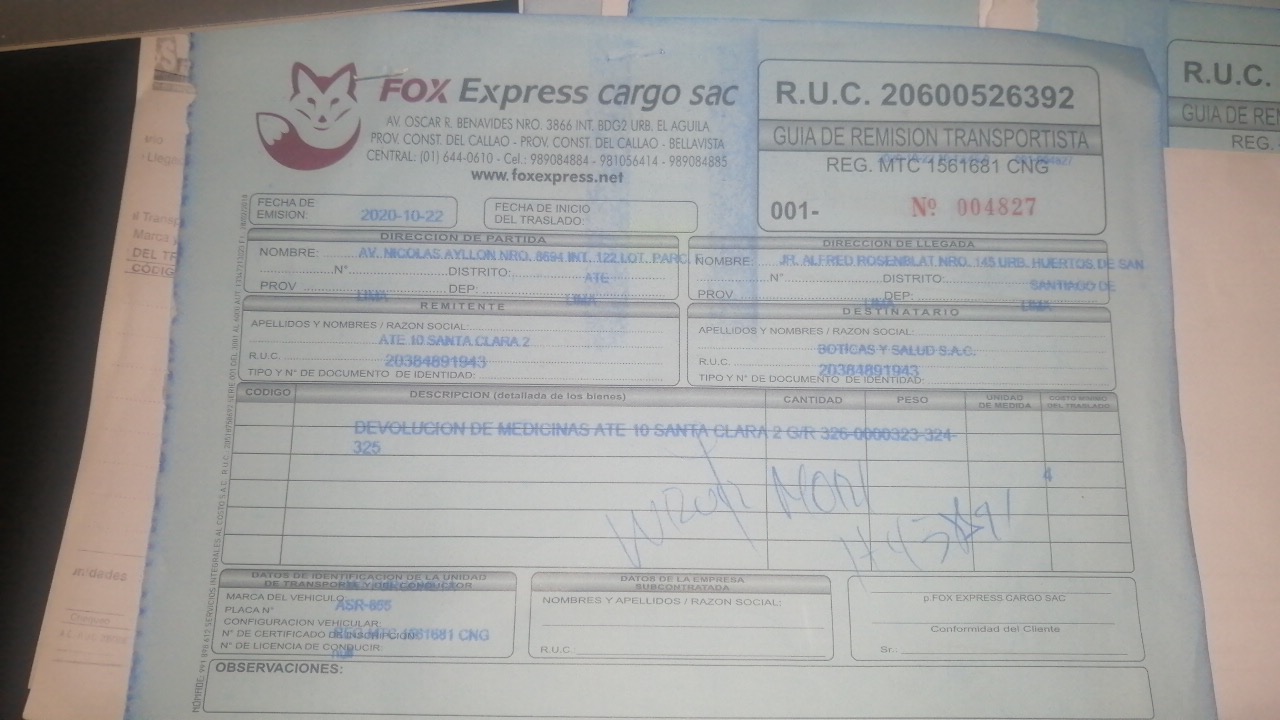 FOX Express cargo sac
AV. OSCAR R. BENAVIDES NRO. 3866 INT. BDG2 URB. EL AGUILA
PROV. CONST. DEL CALLAO - PROV. CONST. DEL CALLAO - BELLAVISTA
CENTRAL: (01) 644-0610 - Cel.: 989084884 - 981056414 - 989084885
www.foxexpress.net
R.U.C. 20600526392
GUIA DE REMISION TRANSPORTISTA
REG. MTC 1561681 CNG
001- Nº 004827
FECHA DE EMISION: 2020-10-22
FECHA DE INICIO DEL TRASLADO:
DIRECCION DE PARTIDA
NOMBRE: AV. NICOLAS AYLLON NRO. 8694 INT. 122 LOT. PARC
N° DISTRITO: ATE
PROV LIMA DEP: LIMA
DIRECCION DE LLEGADA
NOMBRE: JR. ALFRED ROSENBLAT NRO. 145 URB. HUERTOS DE SAN
N° DISTRITO: SANTIAGO DE
PROV LIMA DEP: LIMA
REMITENTE
APELLIDOS Y NOMBRES / RAZON SOCIAL:
ATE 10 SANTA CLARA 2
R.U.C. 20384891943
TIPO Y N° DE DOCUMENTO DE IDENTIDAD:
DESTINATARIO
APELLIDOS Y NOMBRES / RAZON SOCIAL:
BOTICAS Y SALUD S.A.C.
R.U.C. 20384891943
TIPO Y N° DE DOCUMENTO DE IDENTIDAD:
CODIGO DESCRIPCION (detallada de los bienes) CANTIDAD PESO UNIDAD DE MEDIDA COSTO MINIMO DEL TRASLADO
DEVOLUCION DE MEDICINAS ATE 10 SANTA CLARA 2 G/R 326-0000323-324-
325
4
DATOS DE IDENTIFICACION DE LA UNIDAD
DE TRANSPORTE Y DEL CONDUCTOR
MARCA DEL VEHICULO:
PLACA N° ASR-855
CONFIGURACION VEHICULAR:
N° DE CERTIFICADO DE INSCRIPCION: REG MTC 1561681 CNG
N° DE LICENCIA DE CONDUCIR: null
DATOS DE LA EMPRESA
SUBCONTRATADA
NOMBRES Y APELLIDOS / RAZON SOCIAL:
R.U.C.:
p.FOX EXPRESS CARGO SAC
Conformidad del Cliente
Sr.:
OBSERVACIONES:
R.U.C.
GUIA DE REM
REG.